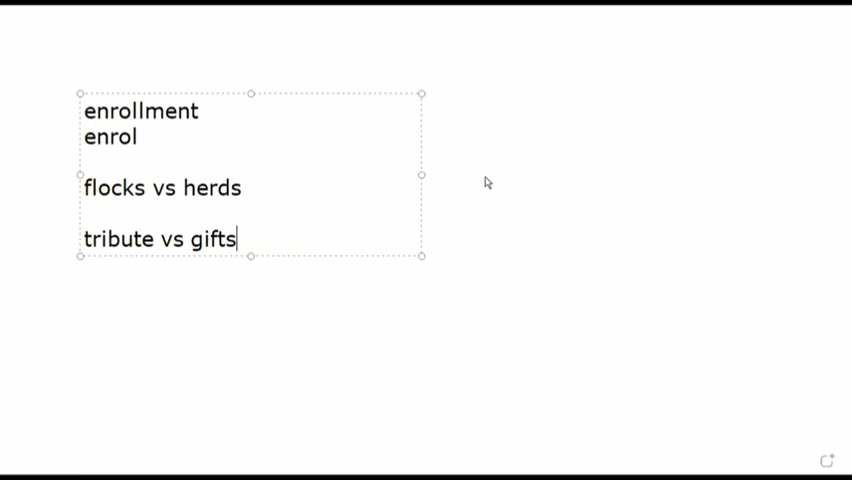 enrollment
enrol
flocks vs herds
tribute vs gifts